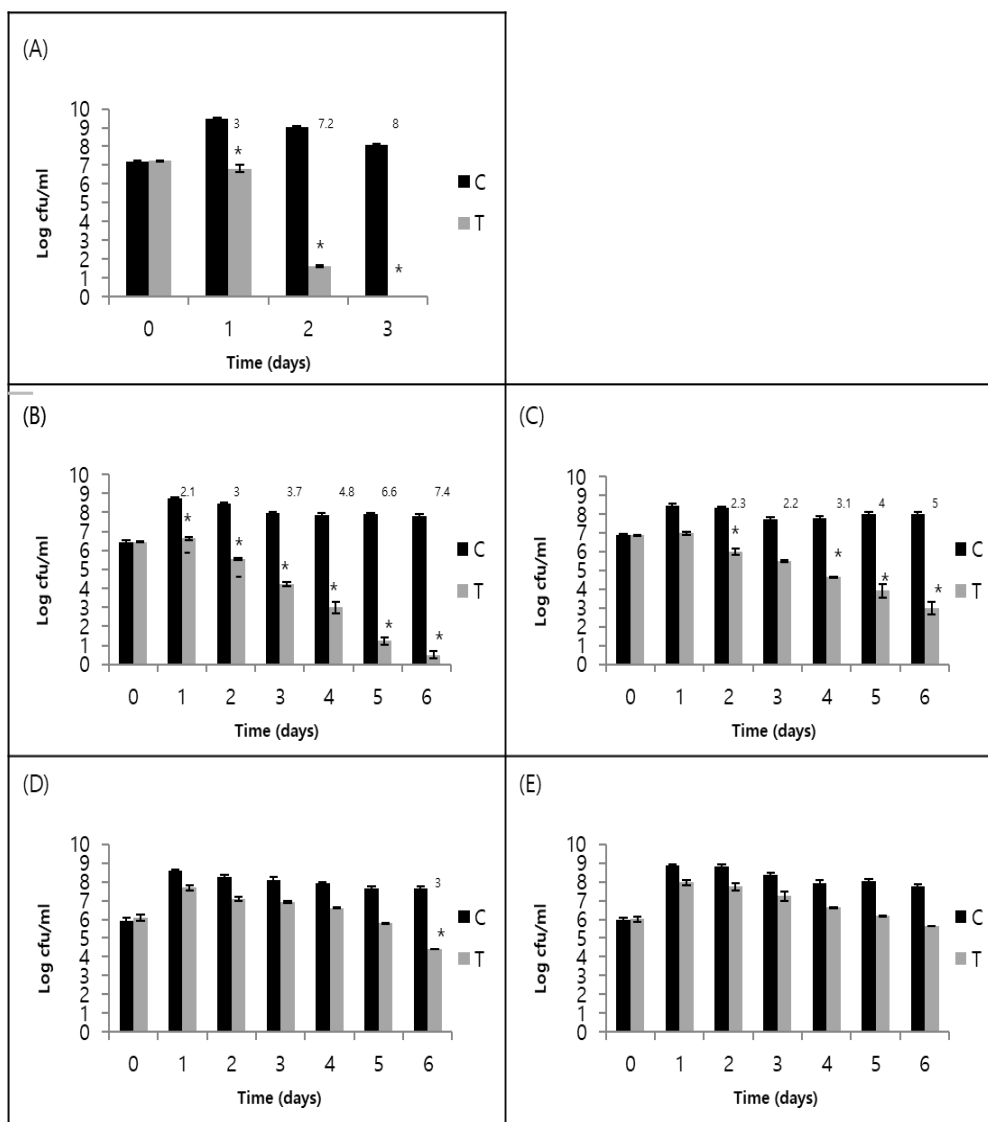 (A)
10
9
8
7
6
5
4
3
2
1
0
Log cfu/ml
3 7.2 8
* * *
C
T
0 1 2 3
Time (days)
(B)
10
9
8
7
6
5
4
3
2
1
0
Log cfu/ml
2.1 3 3.7 4.8 6.6 7.4
* * * * * *
C
T
0 1 2 3 4 5 6
Time (days)
(C)
10
9
8
7
6
5
4
3
2
1
0
Log cfu/ml
2.3 2.2 3.1 4 5
* * * *
C
T
0 1 2 3 4 5 6
Time (days)
(D)
10
9
8
7
6
5
4
3
2
1
0
Log cfu/ml
3
*
C
T
0 1 2 3 4 5 6
Time (days)
(E)
10
9
8
7
6
5
4
3
2
1
0
Log cfu/ml
C
T
0 1 2 3 4 5 6
Time (days)